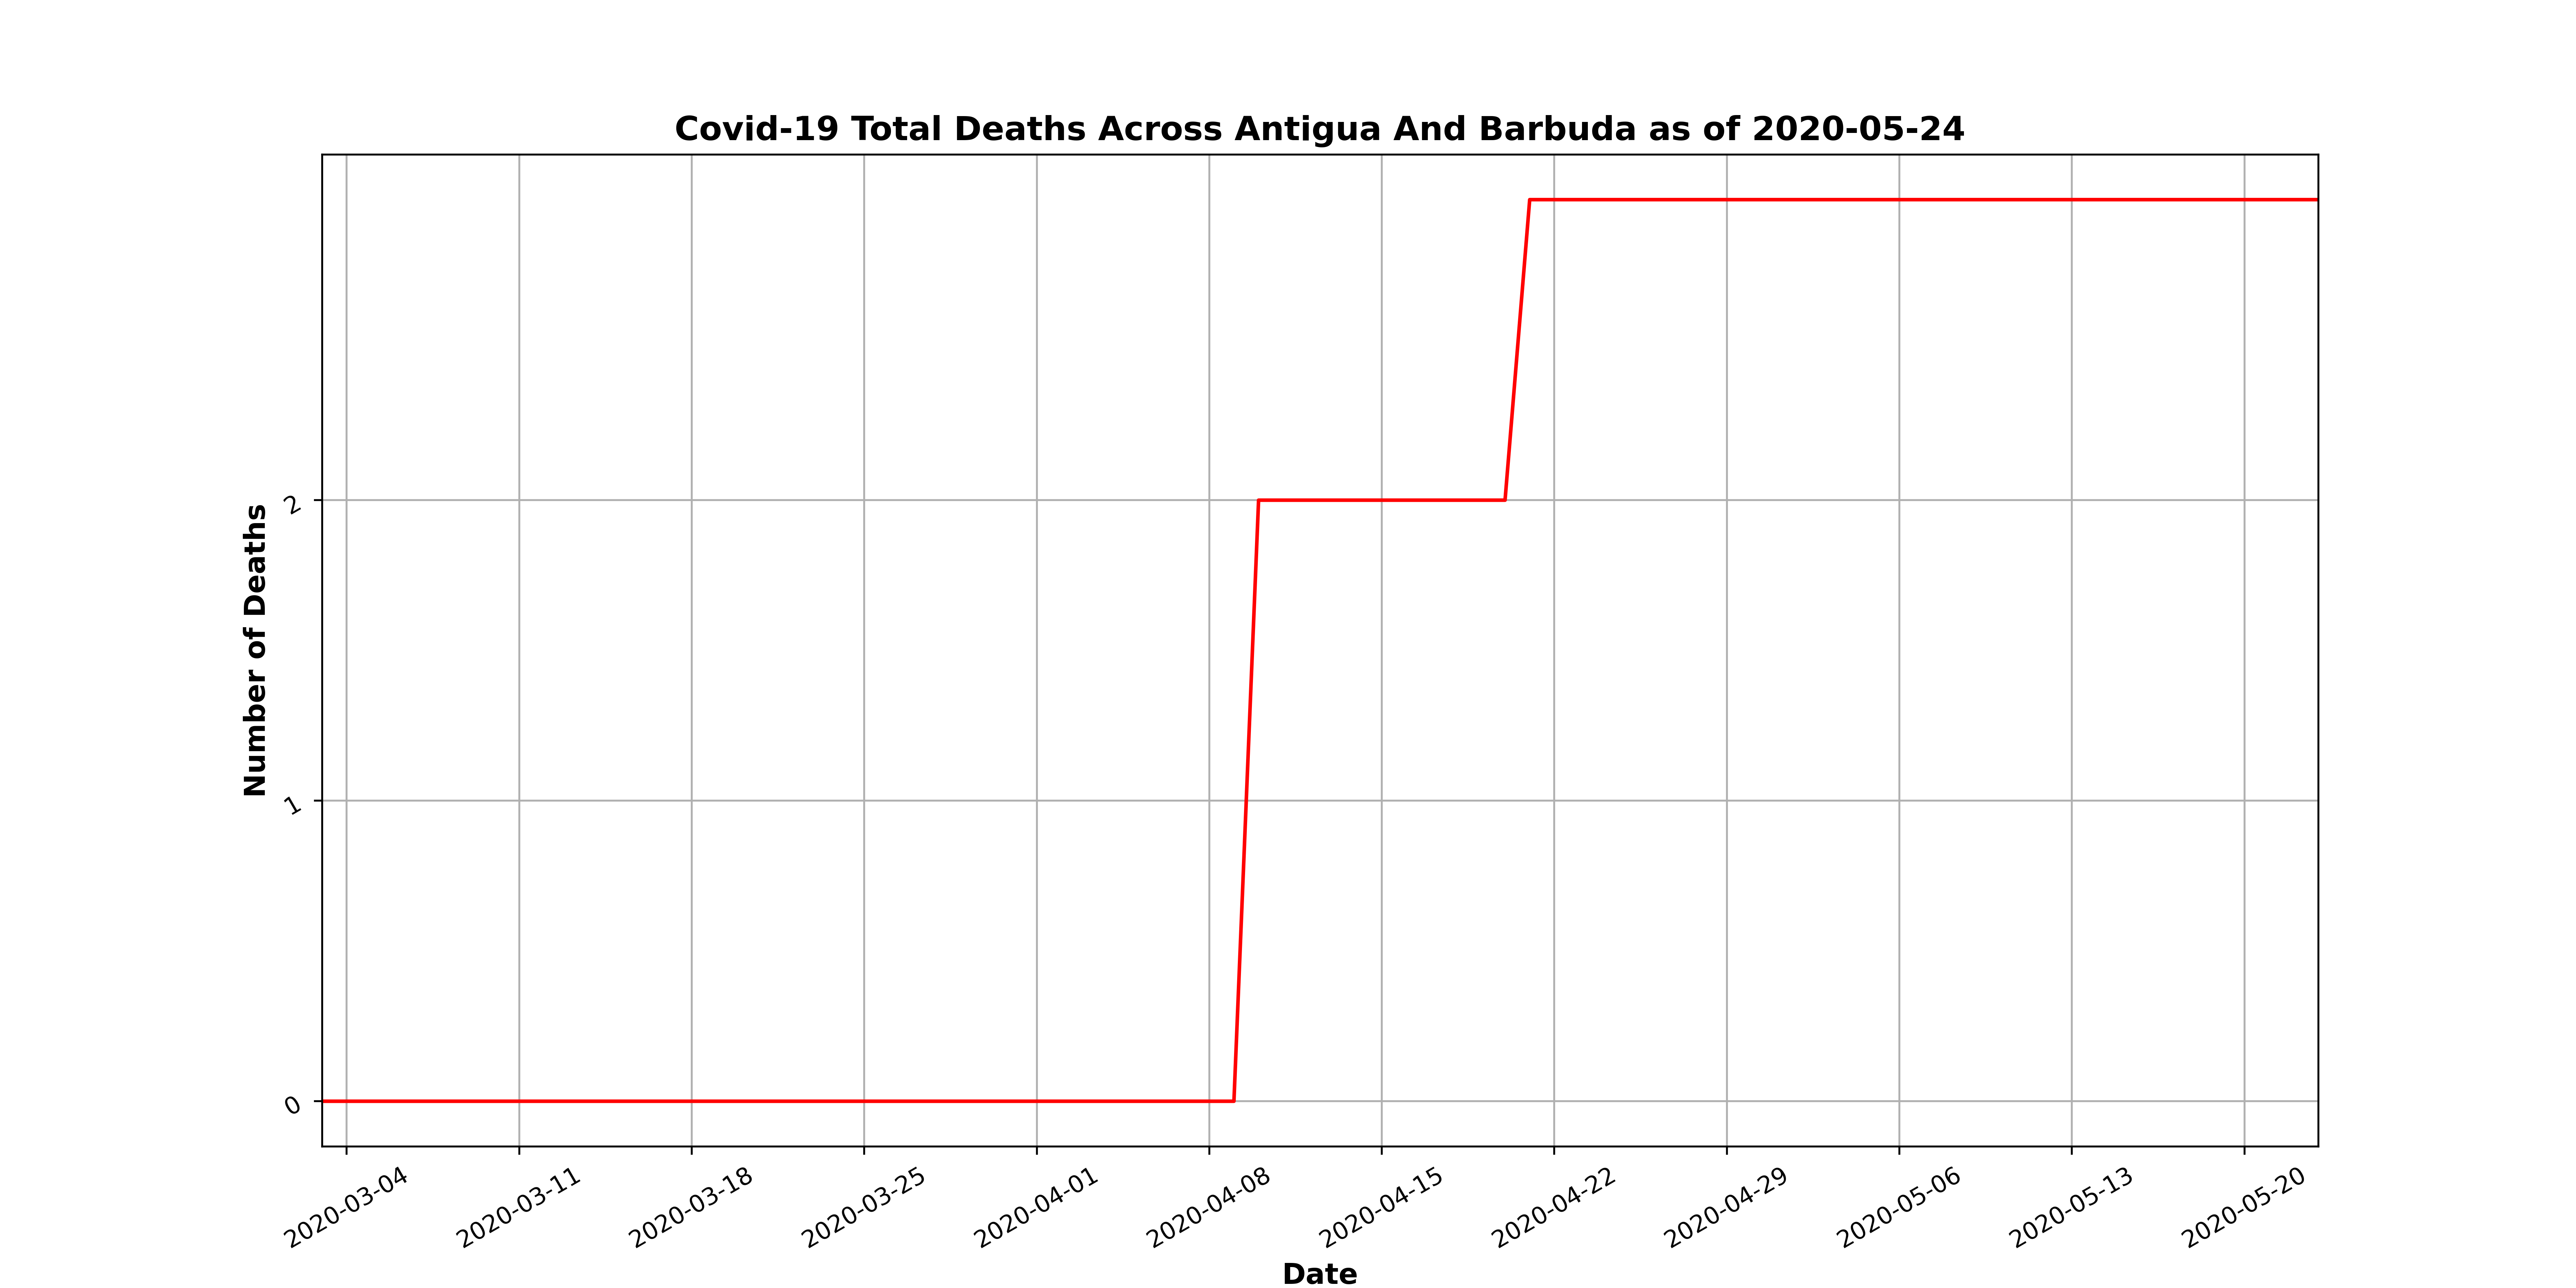 Covid-19 Total Deaths Across Antigua And Barbuda as of 2020-05-24
Number of Deaths
2
1
0
2020-03-04 2020-03-11 2020-03-18 2020-03-25 2020-04-01 2020-04-08 2020-04-15 2020-04-22 2020-04-29 2020-05-06 2020-05-13 2020-05-20
Date